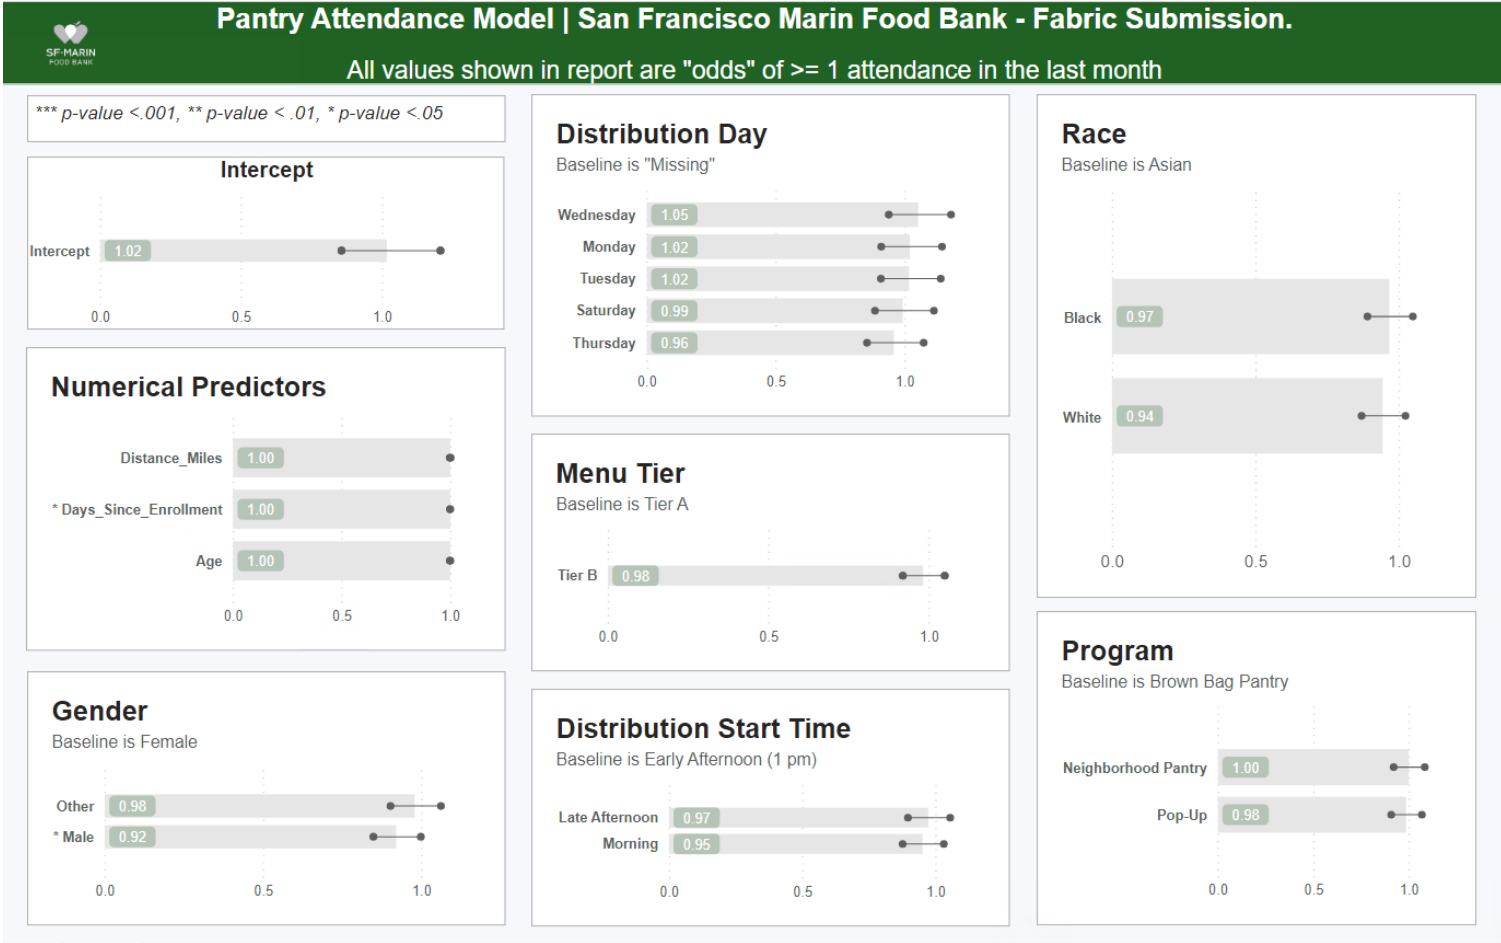 Pantry Attendance Model | San Francisco Marin Food Bank - Fabric Submission.
All values shown in report are "odds" of >= 1 attendance in the last month
SF-MARIN
FOOD BANK
*** p-value <.001, ** p-value < .01, * p-value <.05
Intercept
Intercept 1.02
0.0 0.5 1.0
Numerical Predictors
Distance_Miles 1.00
* Days_Since_Enrollment 1.00
Age 1.00
0.0 0.5 1.0
Gender
Baseline is Female
Other 0.98
* Male 0.92
0.0 0.5 1.0
Distribution Day
Baseline is "Missing"
Wednesday 1.05
Monday 1.02
Tuesday 1.02
Saturday 0.99
Thursday 0.96
0.0 0.5 1.0
Menu Tier
Baseline is Tier A
Tier B 0.98
0.0 0.5 1.0
Distribution Start Time
Baseline is Early Afternoon (1 pm)
Late Afternoon 0.97
Morning 0.95
0.0 0.5 1.0
Race
Baseline is Asian
Black 0.97
White 0.94
0.0 0.5 1.0
Program
Baseline is Brown Bag Pantry
Neighborhood Pantry 1.00
Pop-Up 0.98
0.0 0.5 1.0